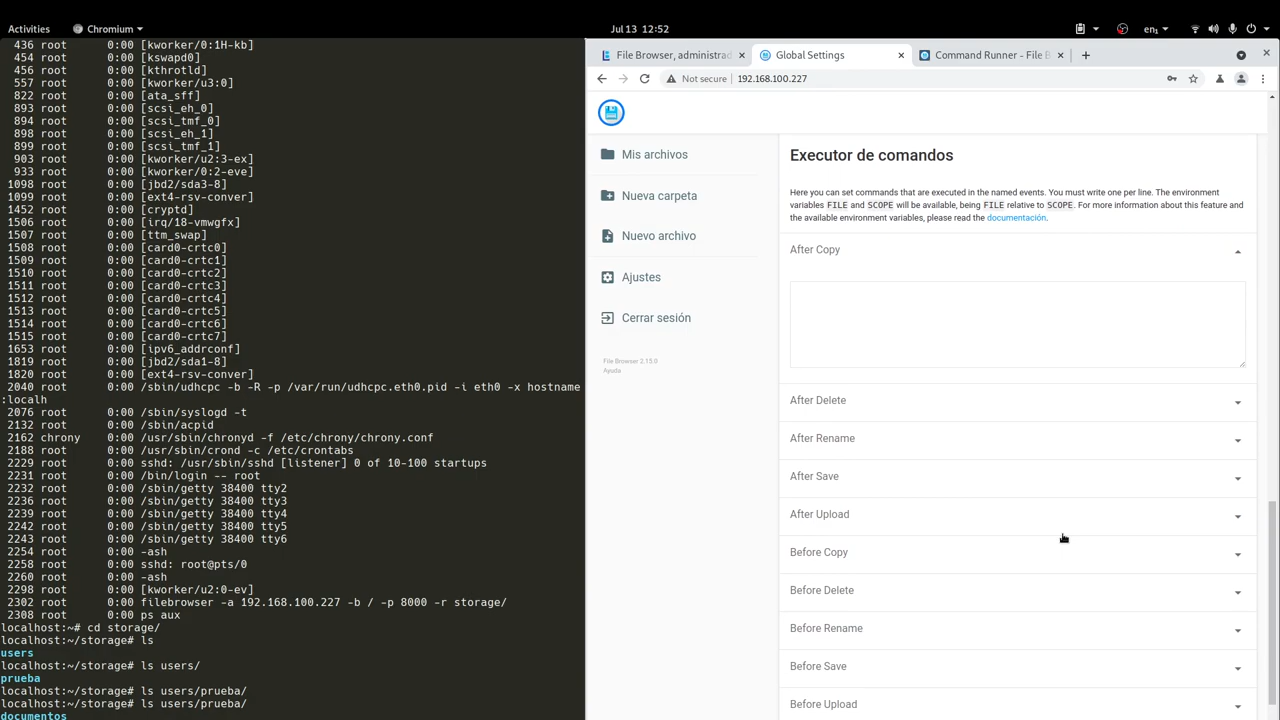 Activities
Chromium
Jul 13 12:52
en₁
436 root 0:00 [kworker/0:1H-kb]
454 root 0:00 [kswapd0]
456 root 0:00 [kthrotld]
557 root 0:00 [kworker/u3:0]
822 root 0:00 [ata_sff]
893 root 0:00 [scsi_eh_0]
894 root 0:00 [scsi_tmf_0]
898 root 0:00 [scsi_eh_1]
899 root 0:00 [scsi_tmf_1]
903 root 0:00 [kworker/u2:3-ex]
933 root 0:00 [kworker/0:2-eve]
1098 root 0:00 [jbd2/sda3-8]
1099 root 0:00 [ext4-rsv-conver]
1452 root 0:00 [cryptd]
1506 root 0:00 [irq/18-vmwgfx]
1507 root 0:00 [ttm_swap]
1508 root 0:00 [card0-crtc0]
1509 root 0:00 [card0-crtc1]
1510 root 0:00 [card0-crtc2]
1511 root 0:00 [card0-crtc3]
1512 root 0:00 [card0-crtc4]
1513 root 0:00 [card0-crtc5]
1514 root 0:00 [card0-crtc6]
1515 root 0:00 [card0-crtc7]
1653 root 0:00 [ipv6_addrconf]
1819 root 0:00 [jbd2/sda1-8]
1820 root 0:00 [ext4-rsv-conver]
2040 root 0:00 /sbin/udhcpc -b -R -p /var/run/udhcpc.eth0.pid -i eth0 -x hostname
:localh
2076 root 0:00 /sbin/syslogd -t
2132 root 0:00 /sbin/acpid
2162 chrony 0:00 /usr/sbin/chronyd -f /etc/chrony/chrony.conf
2188 root 0:00 /usr/sbin/crond -c /etc/crontabs
2229 root 0:00 sshd: /usr/sbin/sshd [listener] 0 of 10-100 startups
2231 root 0:00 /bin/login -- root
2232 root 0:00 /sbin/getty 38400 tty2
2236 root 0:00 /sbin/getty 38400 tty3
2239 root 0:00 /sbin/getty 38400 tty4
2242 root 0:00 /sbin/getty 38400 tty5
2243 root 0:00 /sbin/getty 38400 tty6
2254 root 0:00 -ash
2258 root 0:00 sshd: root@pts/0
2260 root 0:00 -ash
2298 root 0:00 [kworker/u2:0-ev]
2302 root 0:00 filebrowser -a 192.168.100.227 -b / -p 8000 -r storage/
2308 root 0:00 ps aux
localhost:~# cd storage/
localhost:~/storage# ls
users
localhost:~/storage# ls users/
prueba
localhost:~/storage# ls users/prueba/
localhost:~/storage# ls users/prueba/
documentos
File Browser, administrad
Global Settings
Command Runner - File B
Not secure
192.168.100.227
Mis archivos
Nueva carpeta
Nuevo archivo
Ajustes
Cerrar sesión
File Browser 2.15.0
Ayuda
Executor de comandos
Here you can set commands that are executed in the named events. You must write one per line. The environment
variables FILE and SCOPE will be available, being FILE relative to SCOPE. For more information about this feature and
the available environment variables, please read the documentación.
After Copy
After Delete
After Rename
After Save
After Upload
Before Copy
Before Delete
Before Rename
Before Save
Before Upload